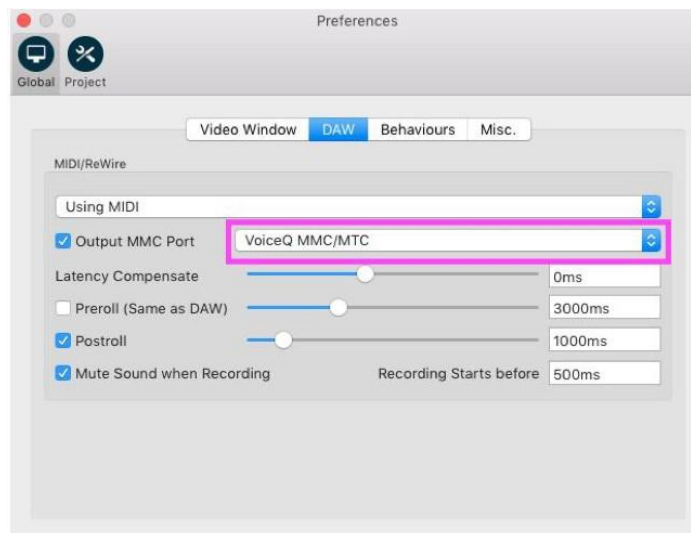 Preferences
Global Project
Video Window DAW Behaviours Misc.
MIDI/ReWire
Using MIDI
Output MMC Port VoiceQ MMC/MTC
Latency Compensate 0ms
Preroll (Same as DAW) 3000ms
Postroll 1000ms
Mute Sound when Recording Recording Starts before 500ms